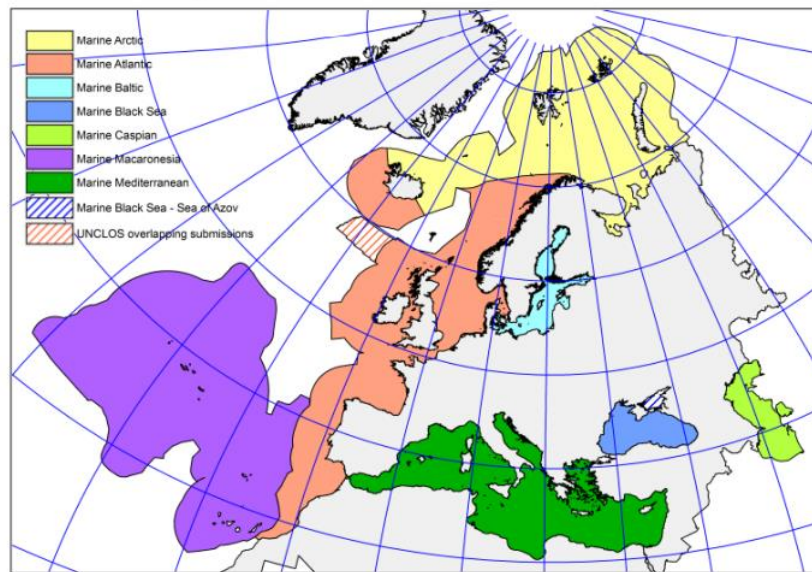 Marine Arctic
Marine Atlantic
Marine Baltic
Marine Black Sea
Marine Caspian
Marine Macaronesia
Marine Mediterranean
Marine Black Sea - Sea of Azov
UNCLOS overlapping submissions